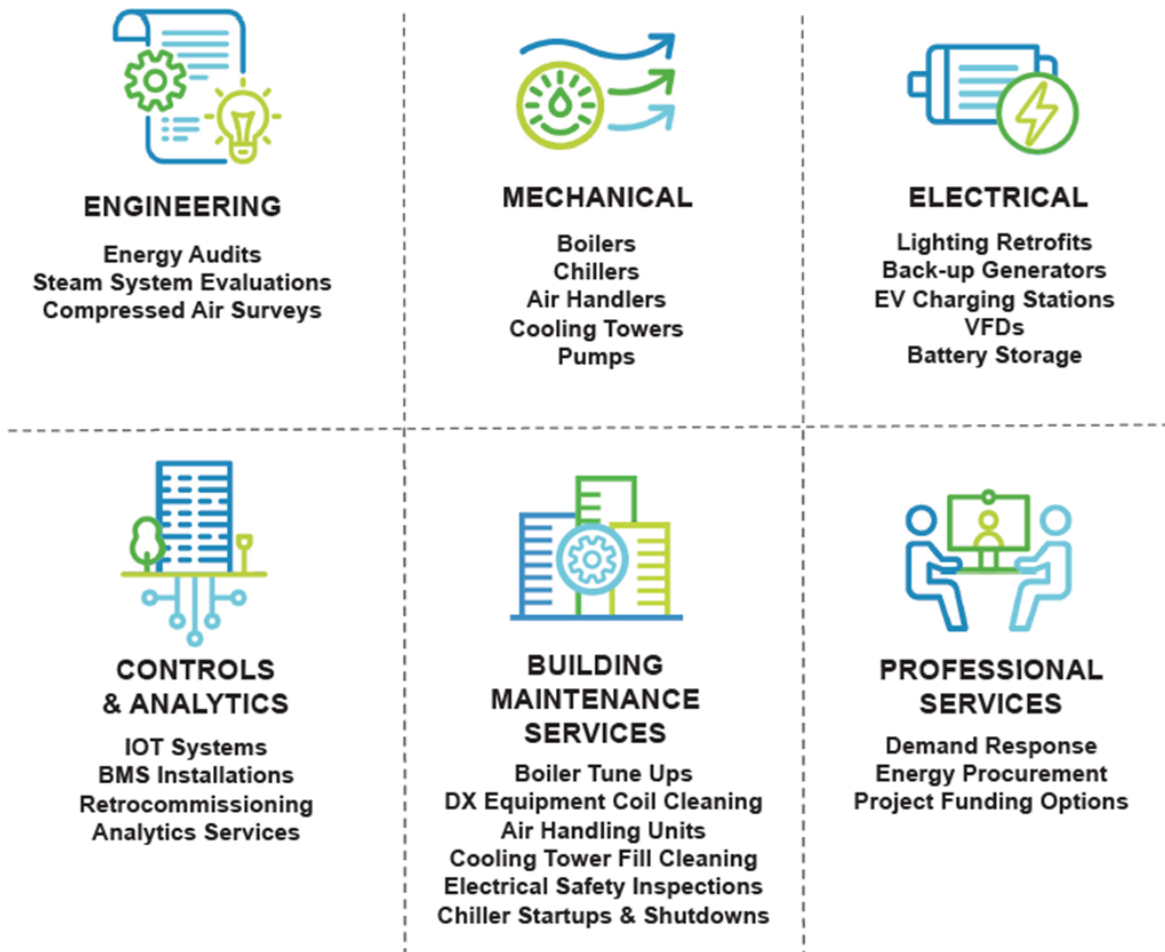 ENGINEERING
Energy Audits
Steam System Evaluations
Compressed Air Surveys
MECHANICAL
Boilers
Chillers
Air Handlers
Cooling Towers
Pumps
ELECTRICAL
Lighting Retrofits
Back-up Generators
EV Charging Stations
VFDs
Battery Storage
CONTROLS
& ANALYTICS
IOT Systems
BMS Installations
Retrocommissioning
Analytics Services
BUILDING
MAINTENANCE
SERVICES
Boiler Tune Ups
DX Equipment Coil Cleaning
Air Handling Units
Cooling Tower Fill Cleaning
Electrical Safety Inspections
Chiller Startups & Shutdowns
PROFESSIONAL
SERVICES
Demand Response
Energy Procurement
Project Funding Options